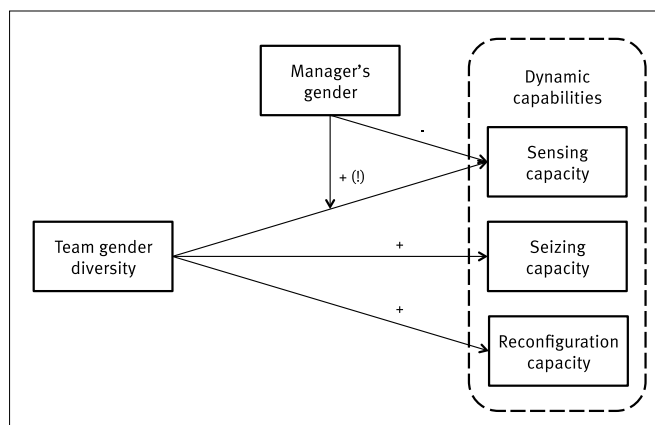 Manager's
gender
Dynamic
capabilities
-
Sensing
capacity
+ (!)
Team gender
diversity
+
Seizing
capacity
+
Reconfiguration
capacity